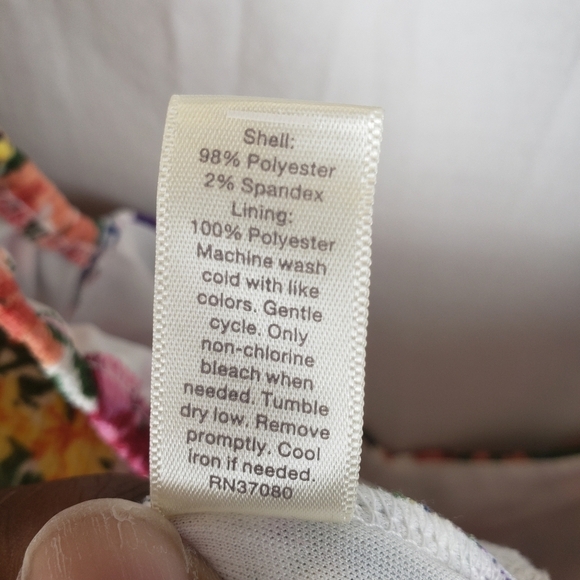 Shell:
98% Polyester
2% Spandex
Lining:
100% Polyester
Machine wash
cold with like
colors. Gentle
cycle. Only
non-chlorine
bleach when
needed. Tumble
dry low. Remove
promptly. Cool
iron if needed.
RN37080